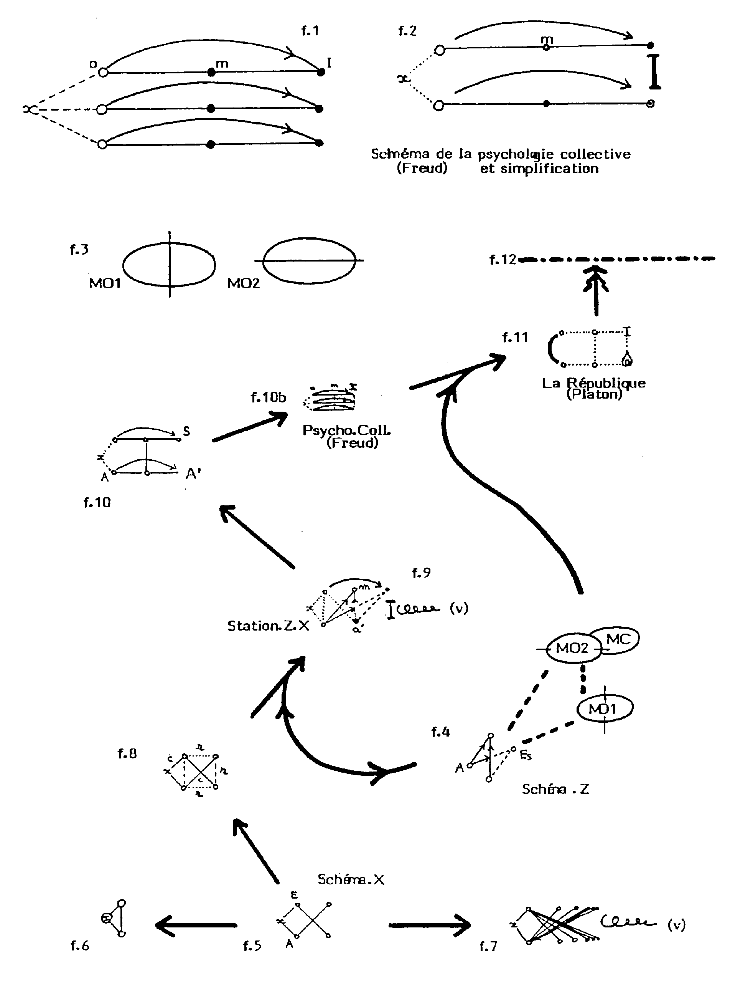 f.1
a m I
x
f.2
m
x
I
Schéma de la psychologie collective
(Freud) et simplification
f.3
MO1
MO2
f.12
f.11
I
a
La République
(Platon)
f.10b
o m I
x
Psycho.Coll.
(Freud)
S
x
A A'
f.10
f.9
m
x
I (v)
Station.Z.X
a'
MO2 MC
MO1
f.4
A Es
Schéma . Z
f.8
r
c
x r
c
r
Schéma.X
E
x
A
f.6
x
f.5
f.7
x
(v)